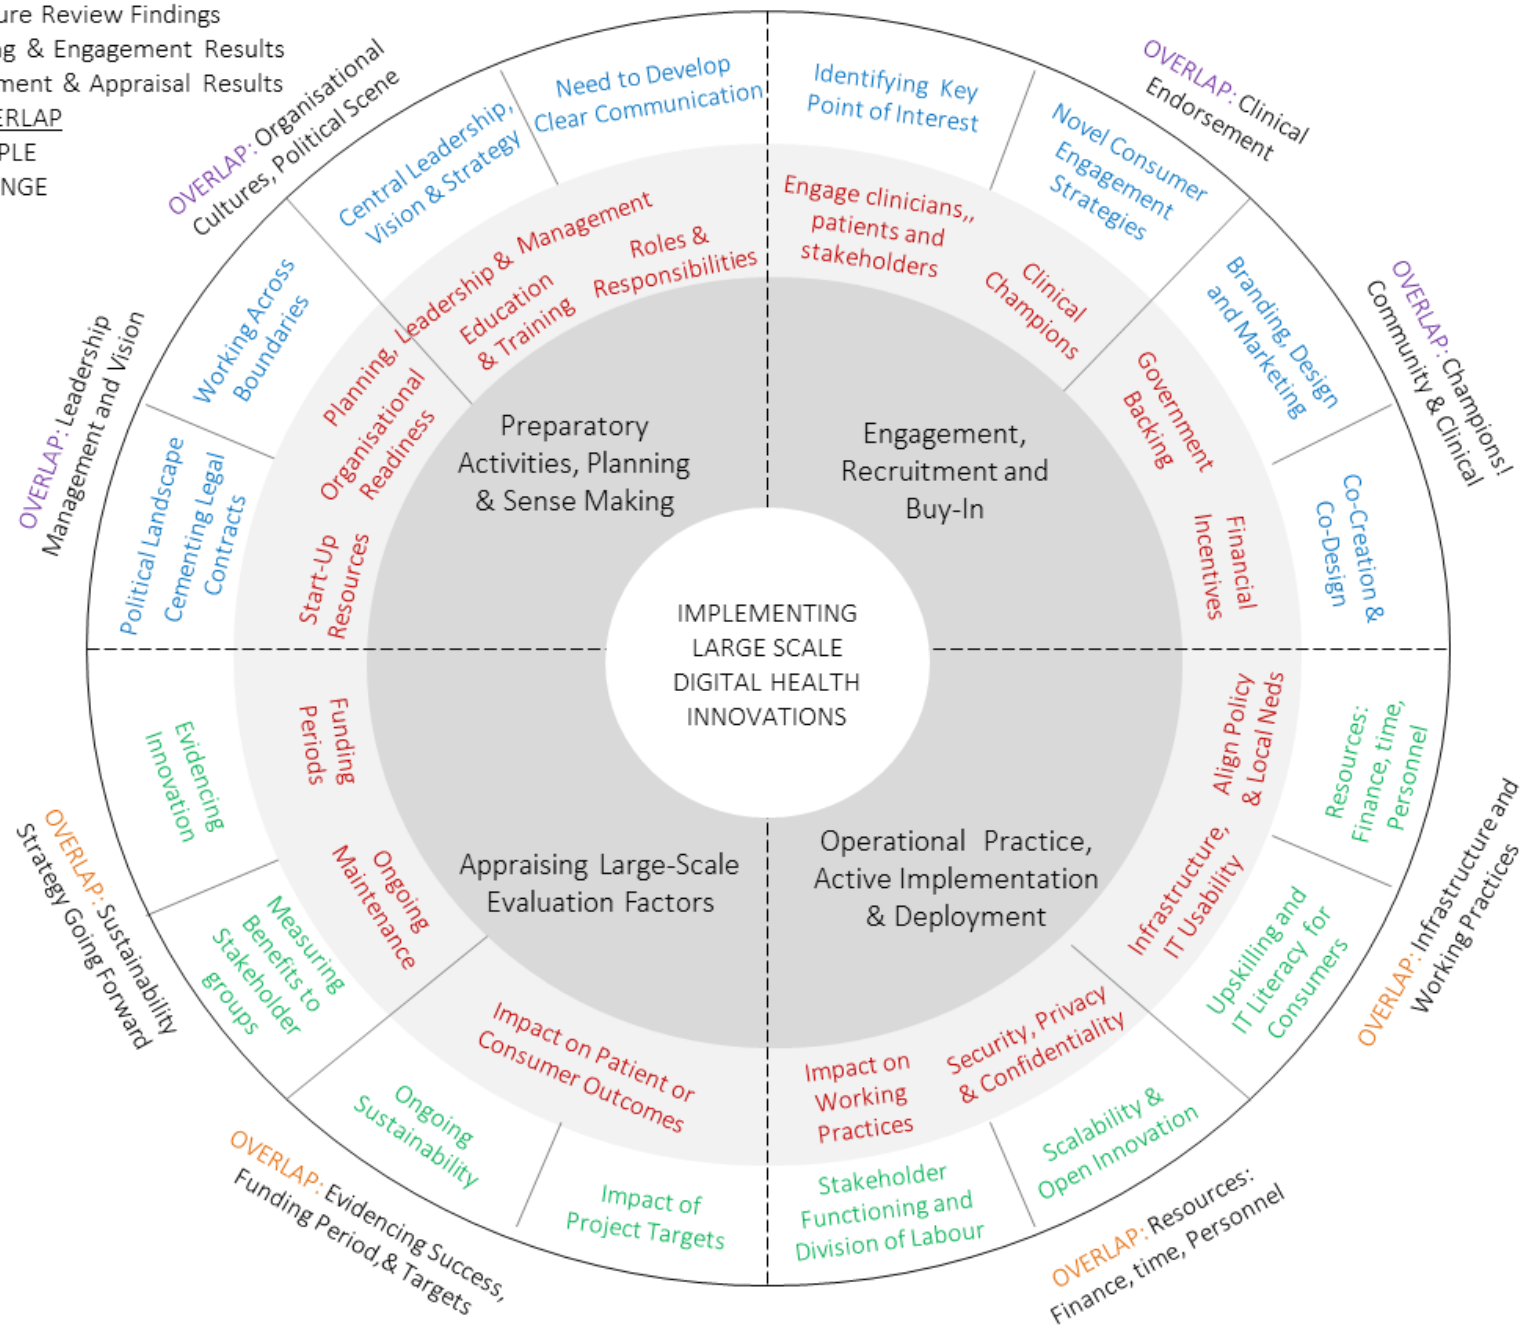 ure Review Findings
g & Engagement Results
ment & Appraisal Results
ERLAP
PLE
NGE
OVERLAP: Organisational
Cultures, Political Scene
OVERLAP: Leadership
Management and Vision
OVERLAP: Clinical
Endorsement
OVERLAP: Champions!
Community & Clinical
Need to Develop
Clear Communication
Central Leadership,
Vision & Strategy
Working Across
Boundaries
Political Landscape
Cementing Legal
Contracts
Identifying Key
Point of Interest
Novel Consumer
Engagement
Strategies
Branding, Design
and Marketing
Co-Creation &
Co-Design
Planning, Leadership & Management
Roles &
Responsibilities
Education
& Training
Organisational
Readiness
Start-Up
Resources
Engage clinicians,,
patients and
stakeholders
Clinical
Champions
Government
Backing
Financial
Incentives
Preparatory
Activities, Planning
& Sense Making
Engagement,
Recruitment and
Buy-In
IMPLEMENTING
LARGE SCALE
DIGITAL HEALTH
INNOVATIONS
Appraising Large-Scale
Evaluation Factors
Operational Practice,
Active Implementation
& Deployment
Funding
Periods
Ongoing
Maintenance
Impact on Patient or
Consumer Outcomes
Align Policy
& Local Neds
Infrastructure,
IT Usability
Security, Privacy
& Confidentiality
Impact on
Working
Practices
Evidencing
Innovation
Measuring
Benefits to
Stakeholder
groups
Ongoing
Sustainability
Impact of
Project Targets
Resources:
Finance, time,
Personnel
Upskilling and
IT Literacy for
Consumers
Scalability &
Open Innovation
Stakeholder
Functioning and
Division of Labour
OVERLAP: Sustainability
Strategy Going Forward
OVERLAP: Evidencing Success,
Funding Period,& Targets
OVERLAP: Infrastructure and
Working Practices
OVERLAP: Resources:
Finance, time, Personnel